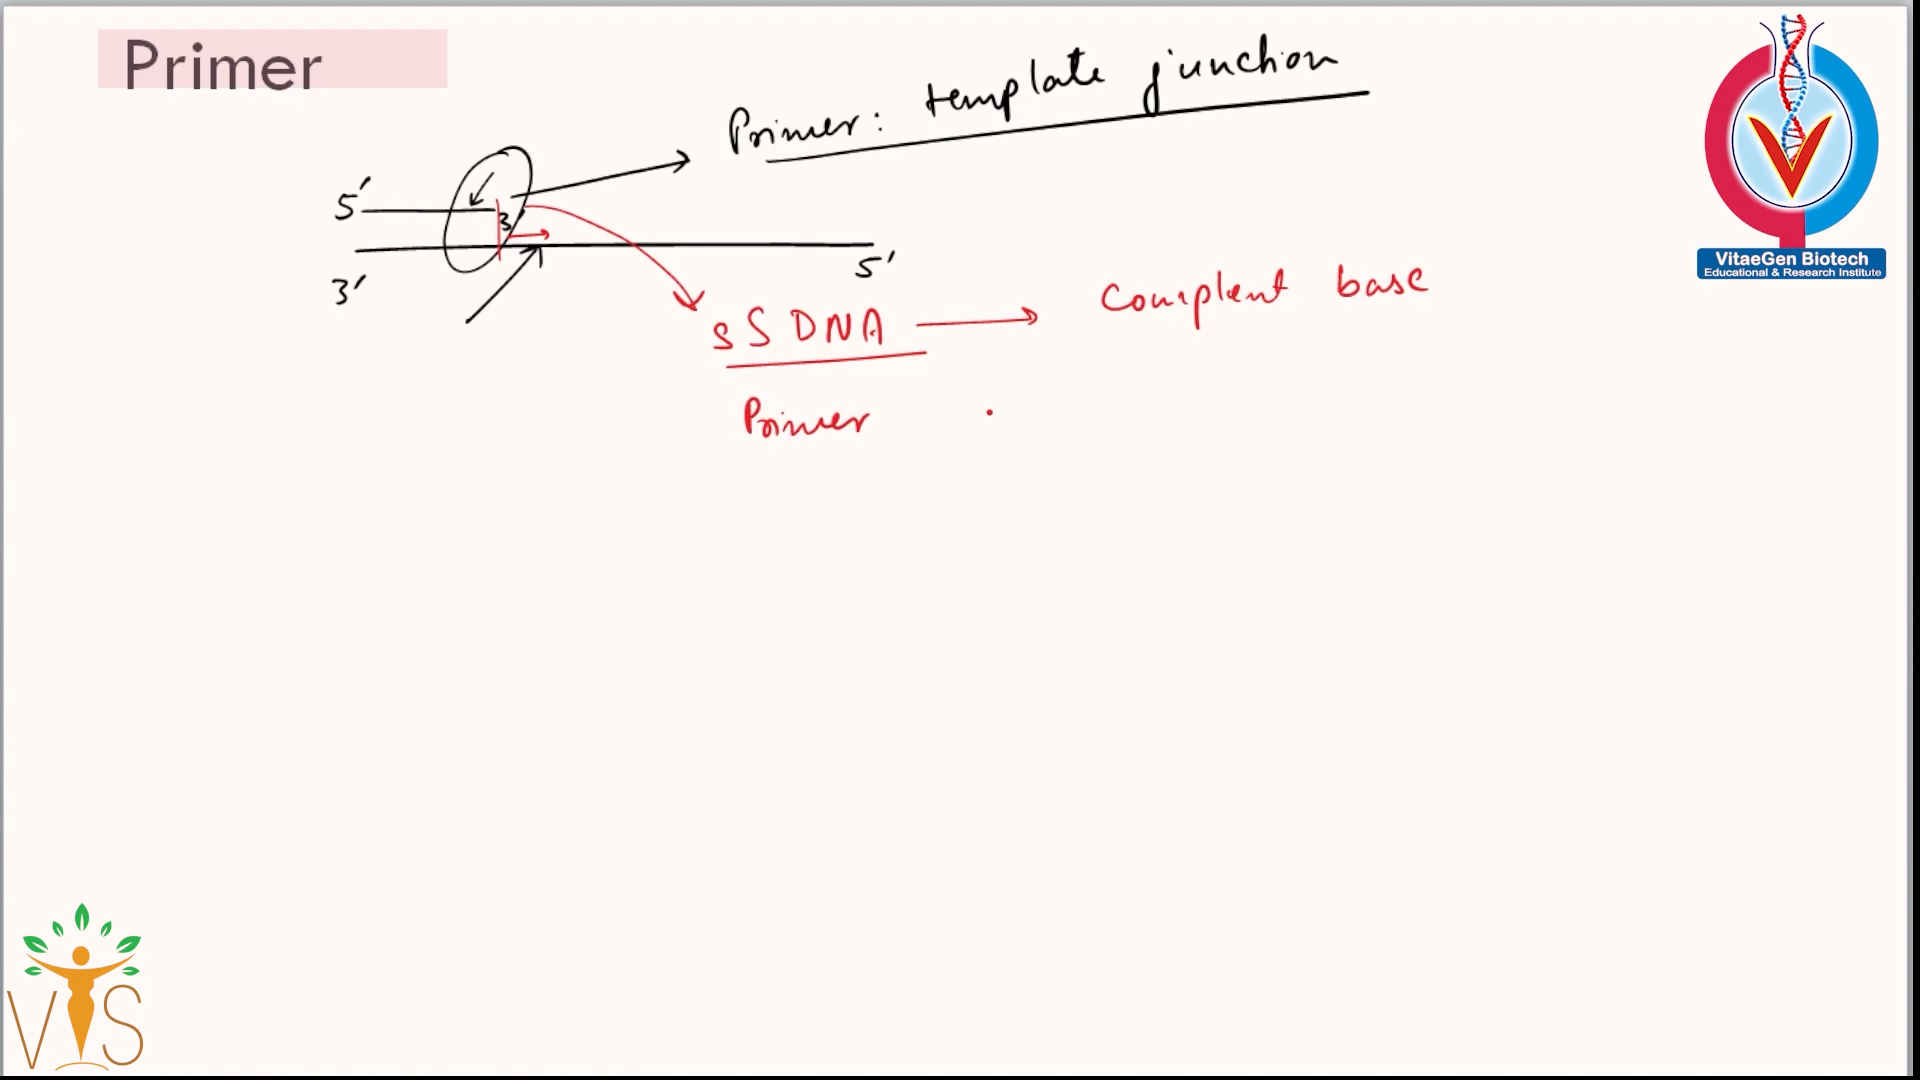 Primer
Primer: template junction
5'
3'
3'
5'
SSDNA
Complent base
Primer
VitaeGen Biotech
Educational & Research Institute
VIS